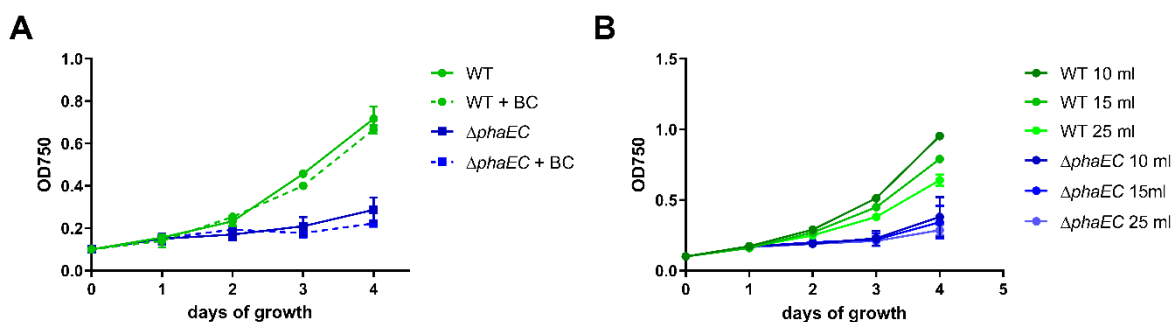 A
OD750
1.0
0.8
0.6
0.4
0.2
0.0
0 1 2 3 4
days of growth
WT
WT + BC
ΔphaEC
ΔphaEC + BC
B
OD750
1.5
1.0
0.5
0.0
0 1 2 3 4 5
days of growth
WT 10 ml
WT 15 ml
WT 25 ml
ΔphaEC 10 ml
ΔphaEC 15ml
ΔphaEC 25 ml